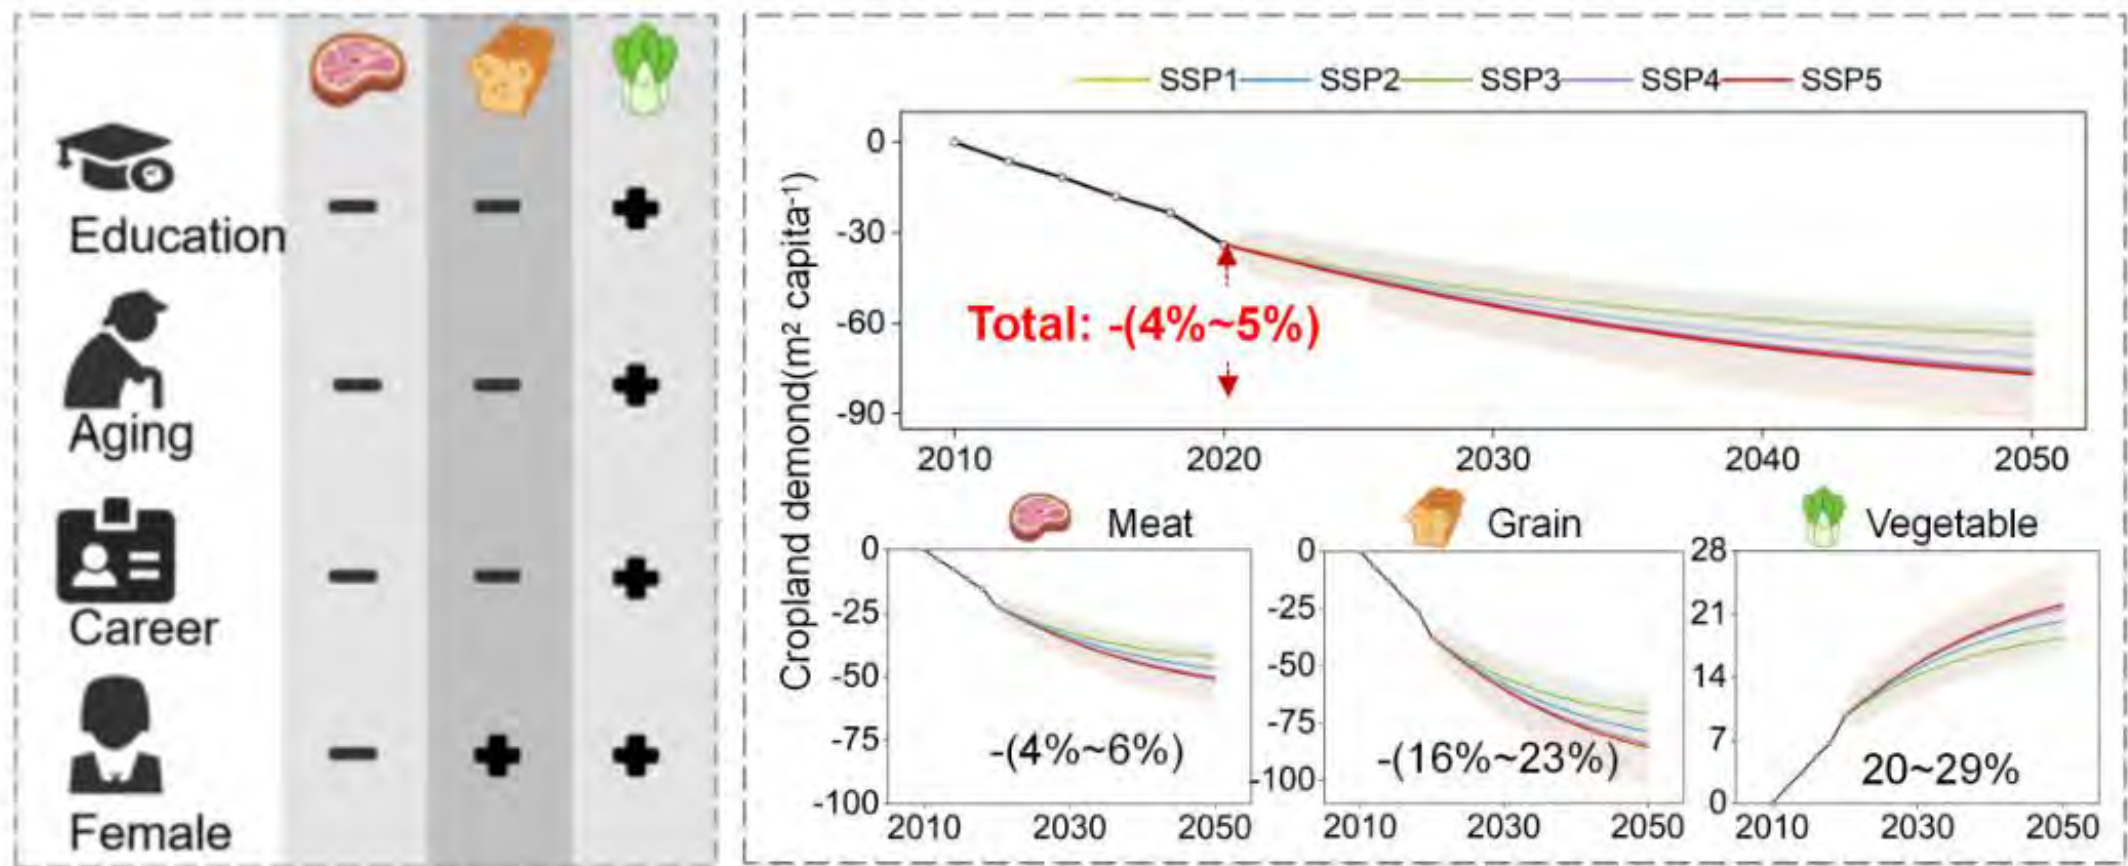 Education
Aging
Career
Female
SSP1 SSP2 SSP3 SSP4 SSP5
Cropland demond(m² capita⁻¹)
0
-30
-60
-90
Total: -(4%~5%)
2010 2020 2030 2040 2050
Meat
0
-25
-50
-75
-100
-(4%~6%)
2010 2030 2050
Grain
0
-25
-50
-75
-100
-(16%~23%)
2010 2030 2050
Vegetable
28
21
14
7
0
20~29%
2010 2030 2050